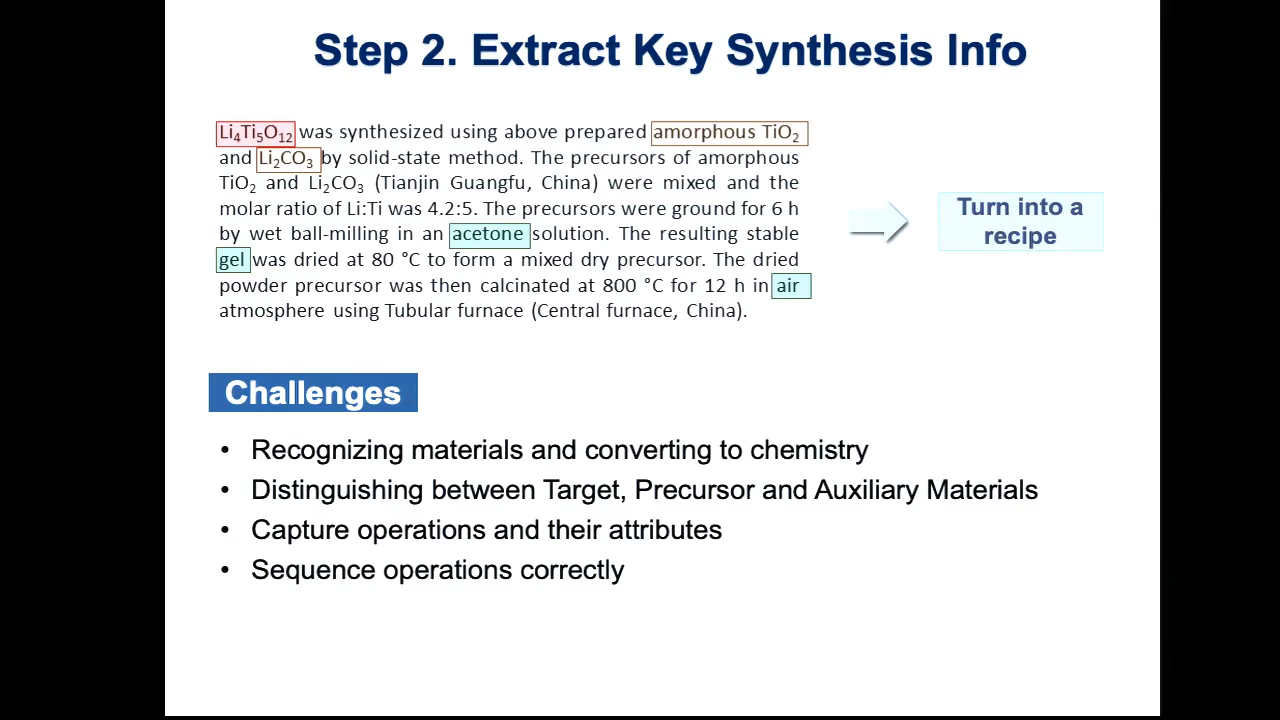 Step 2. Extract Key Synthesis Info
Li₄Ti₅O₁₂ was synthesized using above prepared amorphous TiO₂
and Li₂CO₃ by solid-state method. The precursors of amorphous
TiO₂ and Li₂CO₃ (Tianjin Guangfu, China) were mixed and the
molar ratio of Li:Ti was 4.2:5. The precursors were ground for 6 h
by wet ball-milling in an acetone solution. The resulting stable
gel was dried at 80 °C to form a mixed dry precursor. The dried
powder precursor was then calcinated at 800 °C for 12 h in air
atmosphere using Tubular furnace (Central furnace, China).
Turn into a
recipe
Challenges
• Recognizing materials and converting to chemistry
• Distinguishing between Target, Precursor and Auxiliary Materials
• Capture operations and their attributes
• Sequence operations correctly